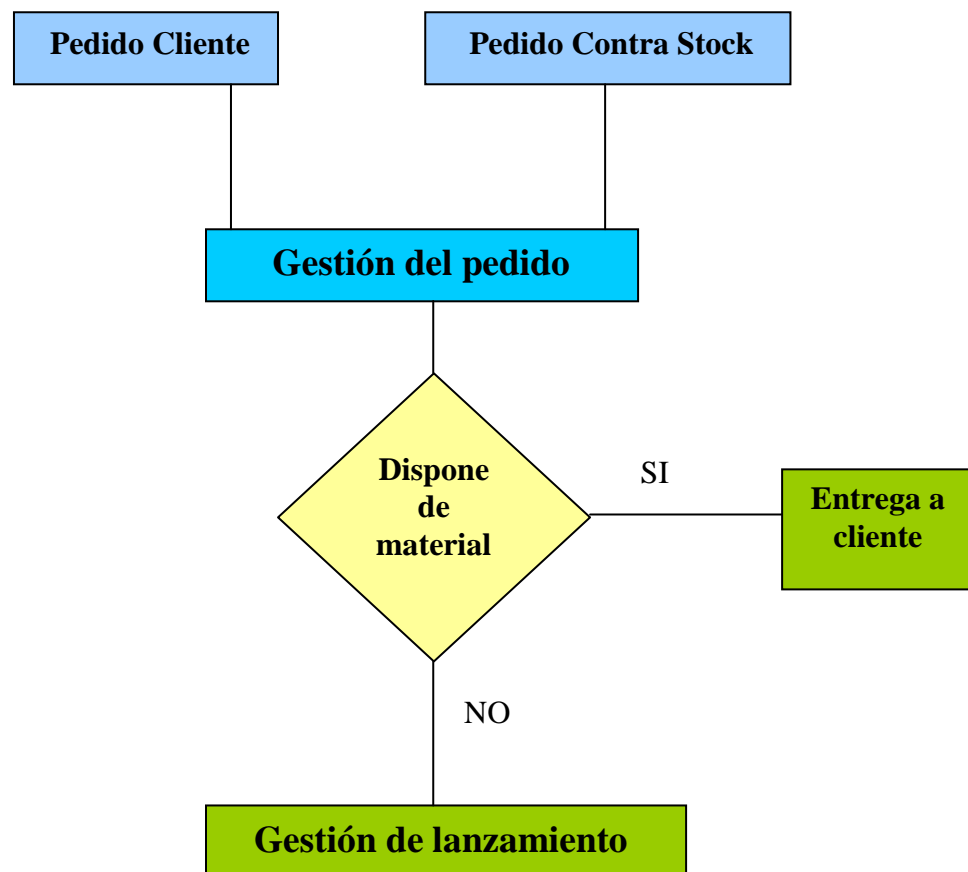 Pedido Cliente
Pedido Contra Stock
Gestión del pedido
Dispone
de
material
SI
Entrega a
cliente
NO
Gestión de lanzamiento